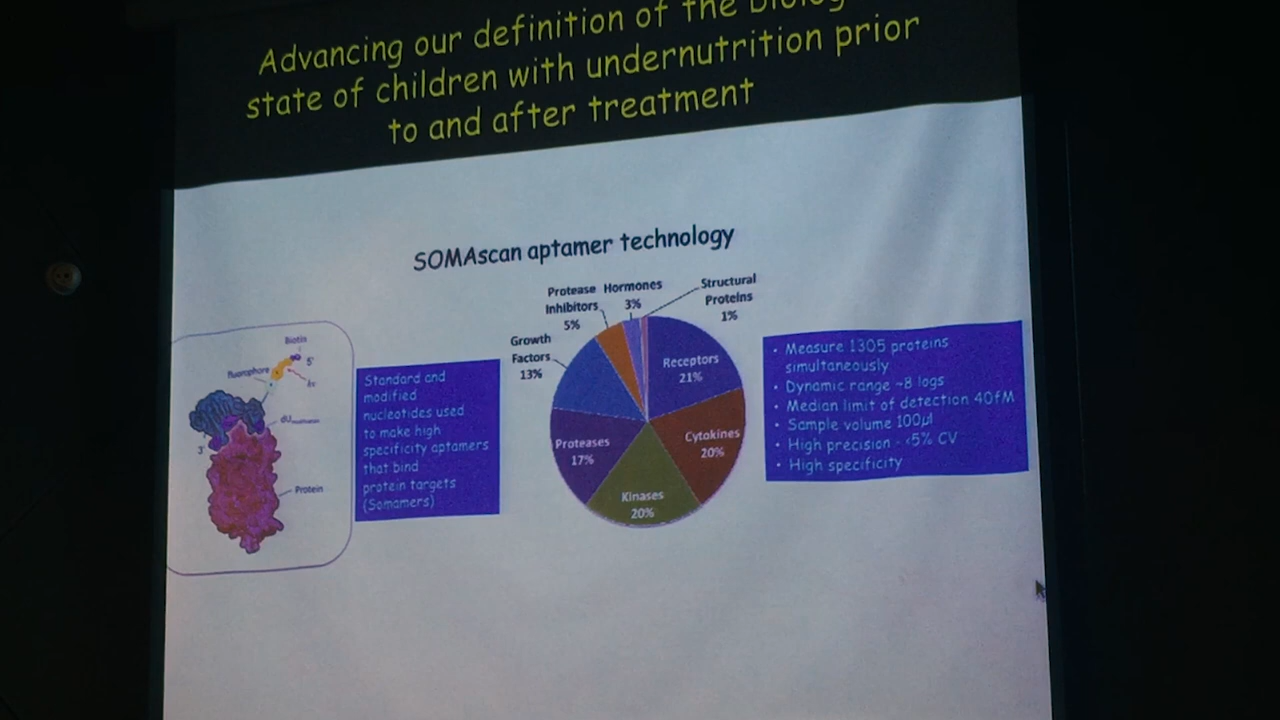 Advancing our definition of the
state of children with undernutrition prior
to and after treatment
SOMAscan aptamer technology
Biotin
5'
fluorophore
hv
3'
Protein
Standard and
modified
nucleotides used
to make high
specificity aptamers
that bind
protein targets
(Somamers)
Protease
Inhibitors
5%
Hormones
3%
Structural
Proteins
1%
Growth
Factors
13%
Receptors
21%
Proteases
17%
Cytokines
20%
Kinases
20%
• Measure 1305 proteins
simultaneously
• Dynamic range ~8 logs
• Median limit of detection 40fM
• Sample volume 100µl
• High precision - <5% CV
• High specificity